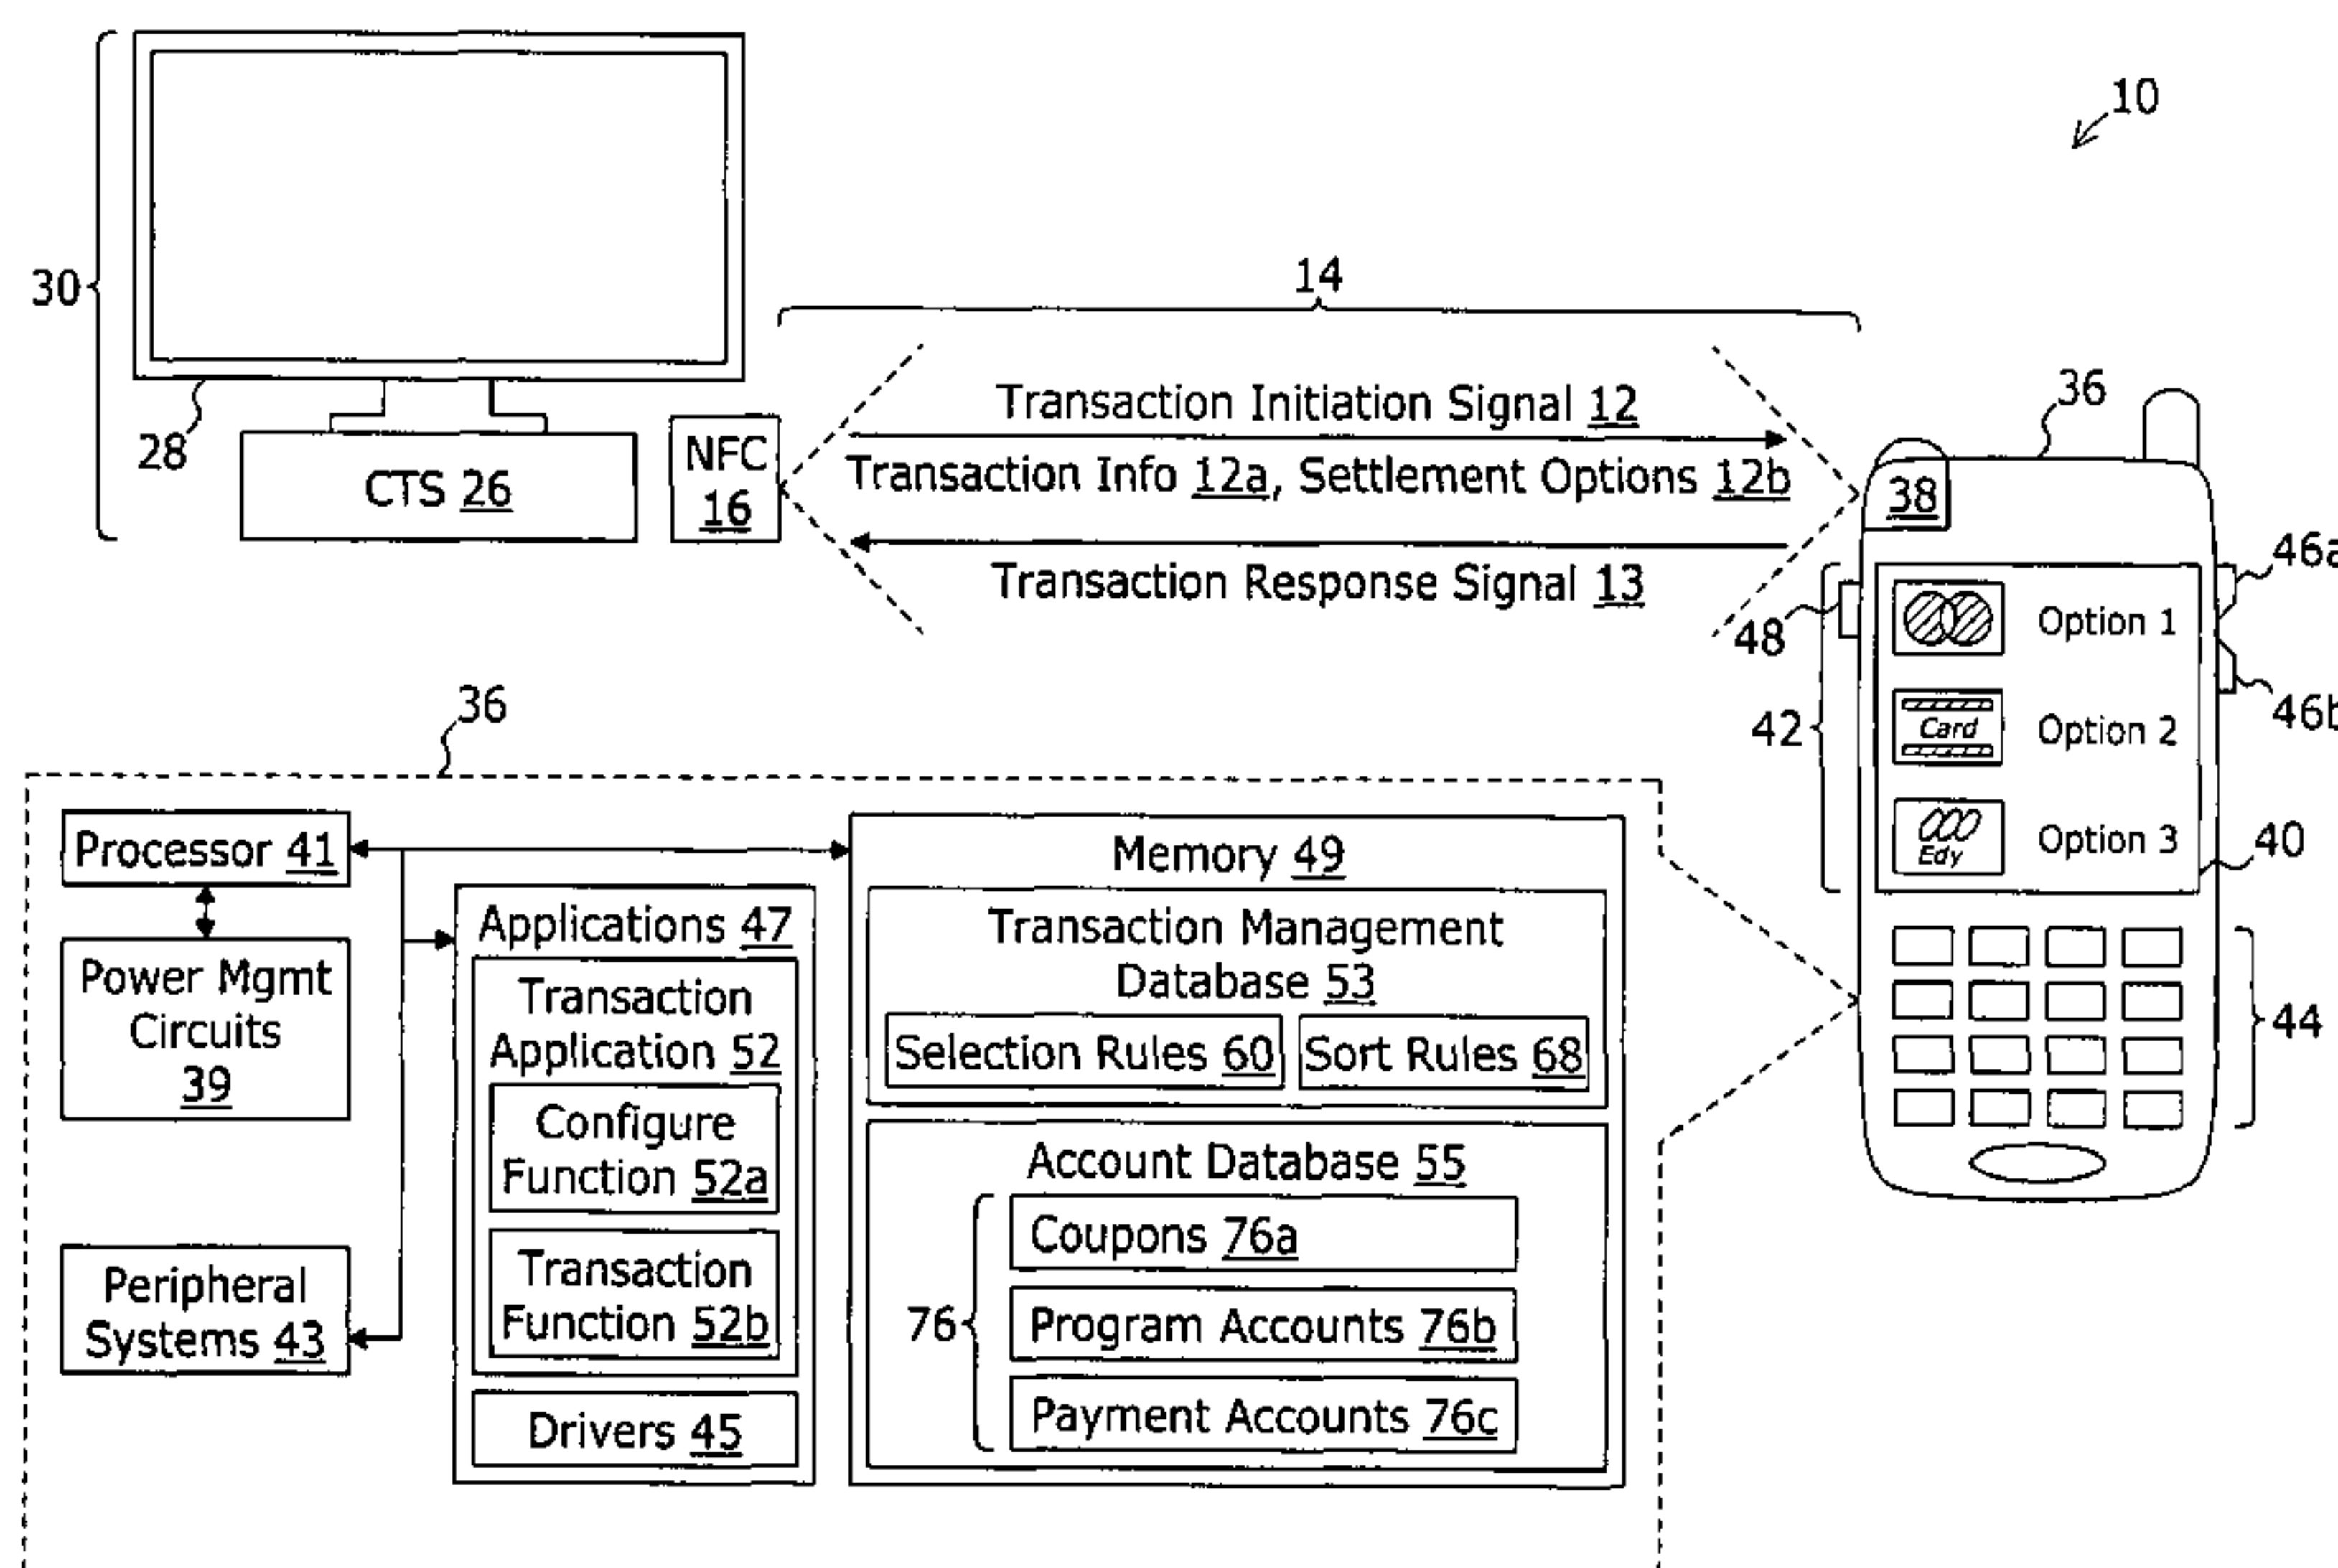 10
30
14
28
CTS 26
NFC
16
Transaction Initiation Signal 12
Transaction Info 12a, Settlement Options 12b
Transaction Response Signal 13
36
38
46a
48
Option 1
46b
42
Card
Option 2
Edy
Option 3
40
44
36
Processor 41
Power Mgmt
Circuits
39
Peripheral
Systems 43
Applications 47
Transaction
Application 52
Configure
Function 52a
Transaction
Function 52b
Drivers 45
Memory 49
Transaction Management
Database 53
Selection Rules 60
Sort Rules 68
Account Database 55
76
Coupons 76a
Program Accounts 76b
Payment Accounts 76c